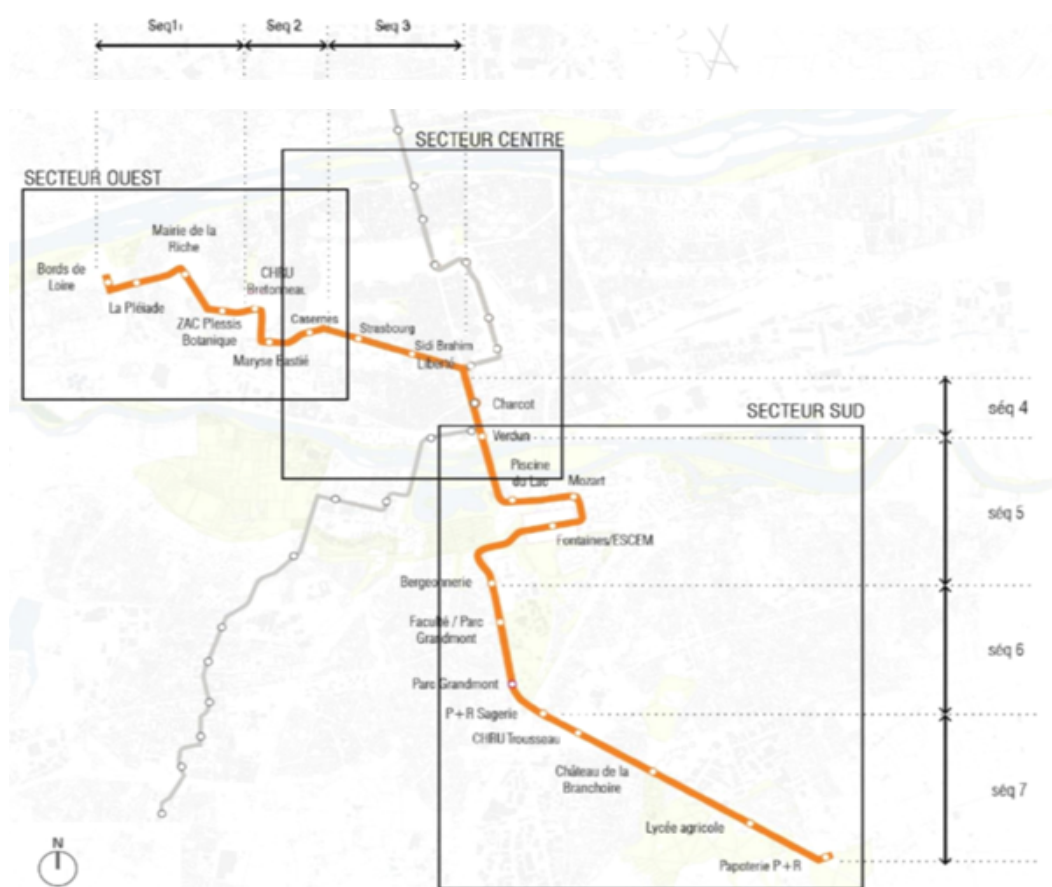 Seq1
Seq 2
Seq 3
SECTEUR CENTRE
SECTEUR OUEST
Mairie de la
Riche
Bords de
Loire
CHRU
Bretonneau
La Pléiade
ZAC Plessis
Botanique
Casernes
Strasbourg
Maryse Bastié
Sidi Brahim
Liberté
Charcot
séq 4
SECTEUR SUD
Verdun
Piscine
du Lac
Mozart
séq 5
Fontaines/ESCEM
Bergeonnerie
Faculté / Parc
Grandmont
séq 6
Parc Grandmont
P+R Sagerie
CHRU Trousseau
Château de la
Branchoire
séq 7
Lycée agricole
Papoterie P+R
N